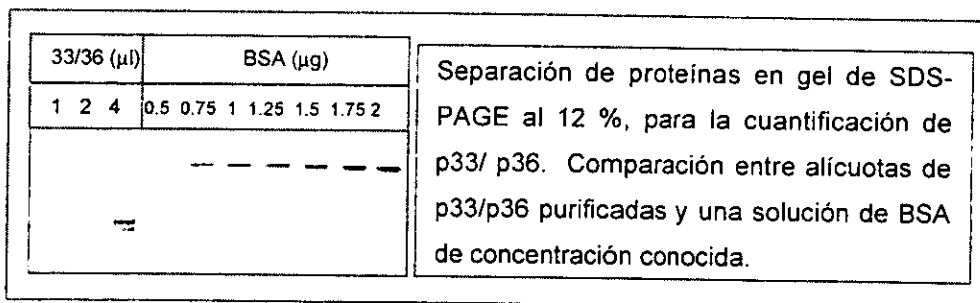 33/36 (µl) BSA (µg)
1 2 4 0.5 0.75 1 1.25 1.5 1.75 2
Separación de proteínas en gel de SDS-
PAGE al 12 %, para la cuantificación de
p33/ p36. Comparación entre alícuotas de
p33/p36 purificadas y una solución de BSA
de concentración conocida.